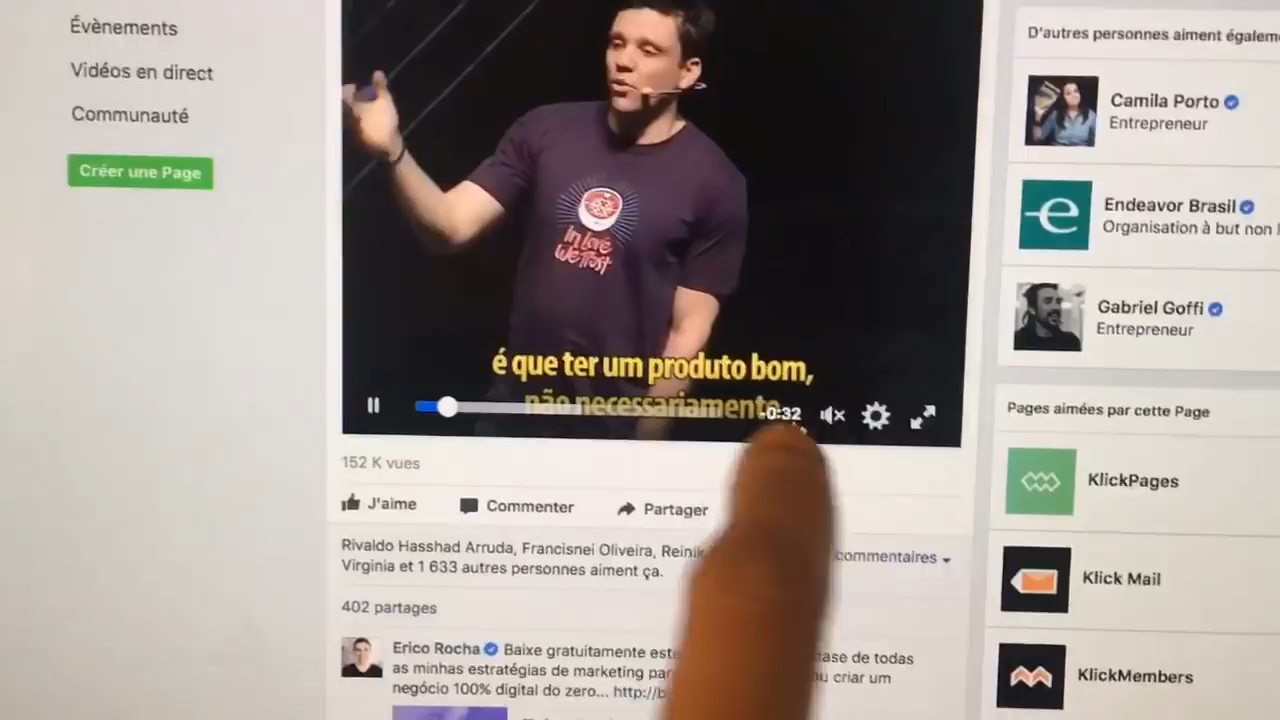 Évènements
Vidéos en direct
Communauté
Créer une Page
In Love
We Trust
é que ter um produto bom,
não necessariamente
-0:32
152 K vues
J'aime
Commenter
Partager
Rivaldo Hasshad Arruda, Francisnei Oliveira,
commentaires
Virginia et 1 633 autres personnes aiment ça.
402 partages
Erico Rocha Baixe gratuitamente este
de todas
as minhas estratégias de marketing
criar um
negócio 100% digital do zero... http://b
D'autres personnes aiment égalem
Camila Porto
Entrepreneur
Endeavor Brasil
Organisation à but non l
Gabriel Goffi
Entrepreneur
Pages aimées par cette Page
KlickPages
Klick Mail
KlickMembers